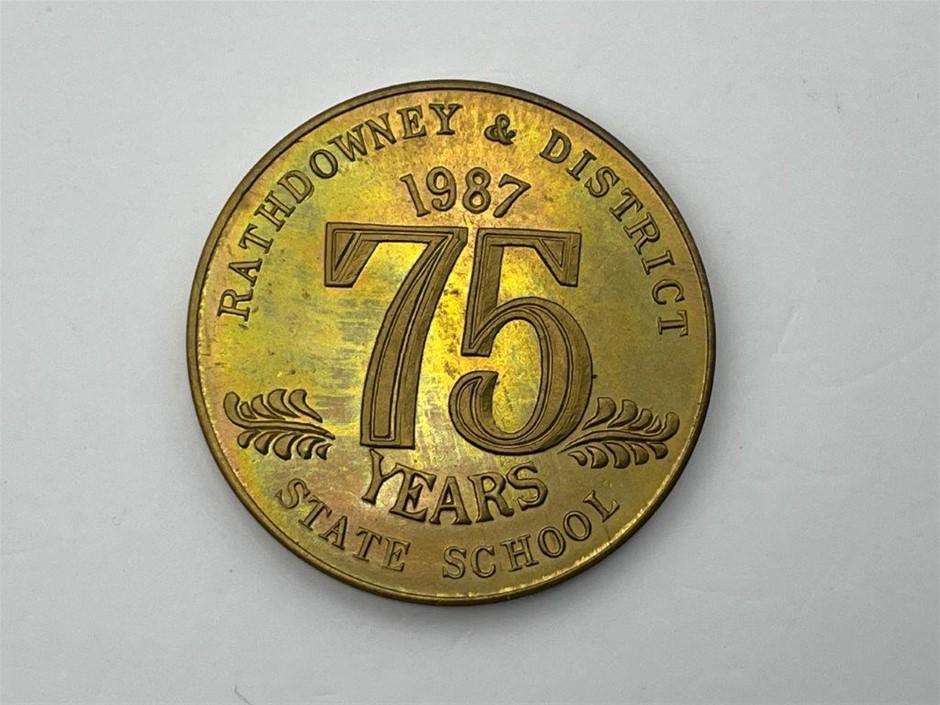 RATHDOWNEY & DISTRICT
1987
75
YEARS
STATE SCHOOL